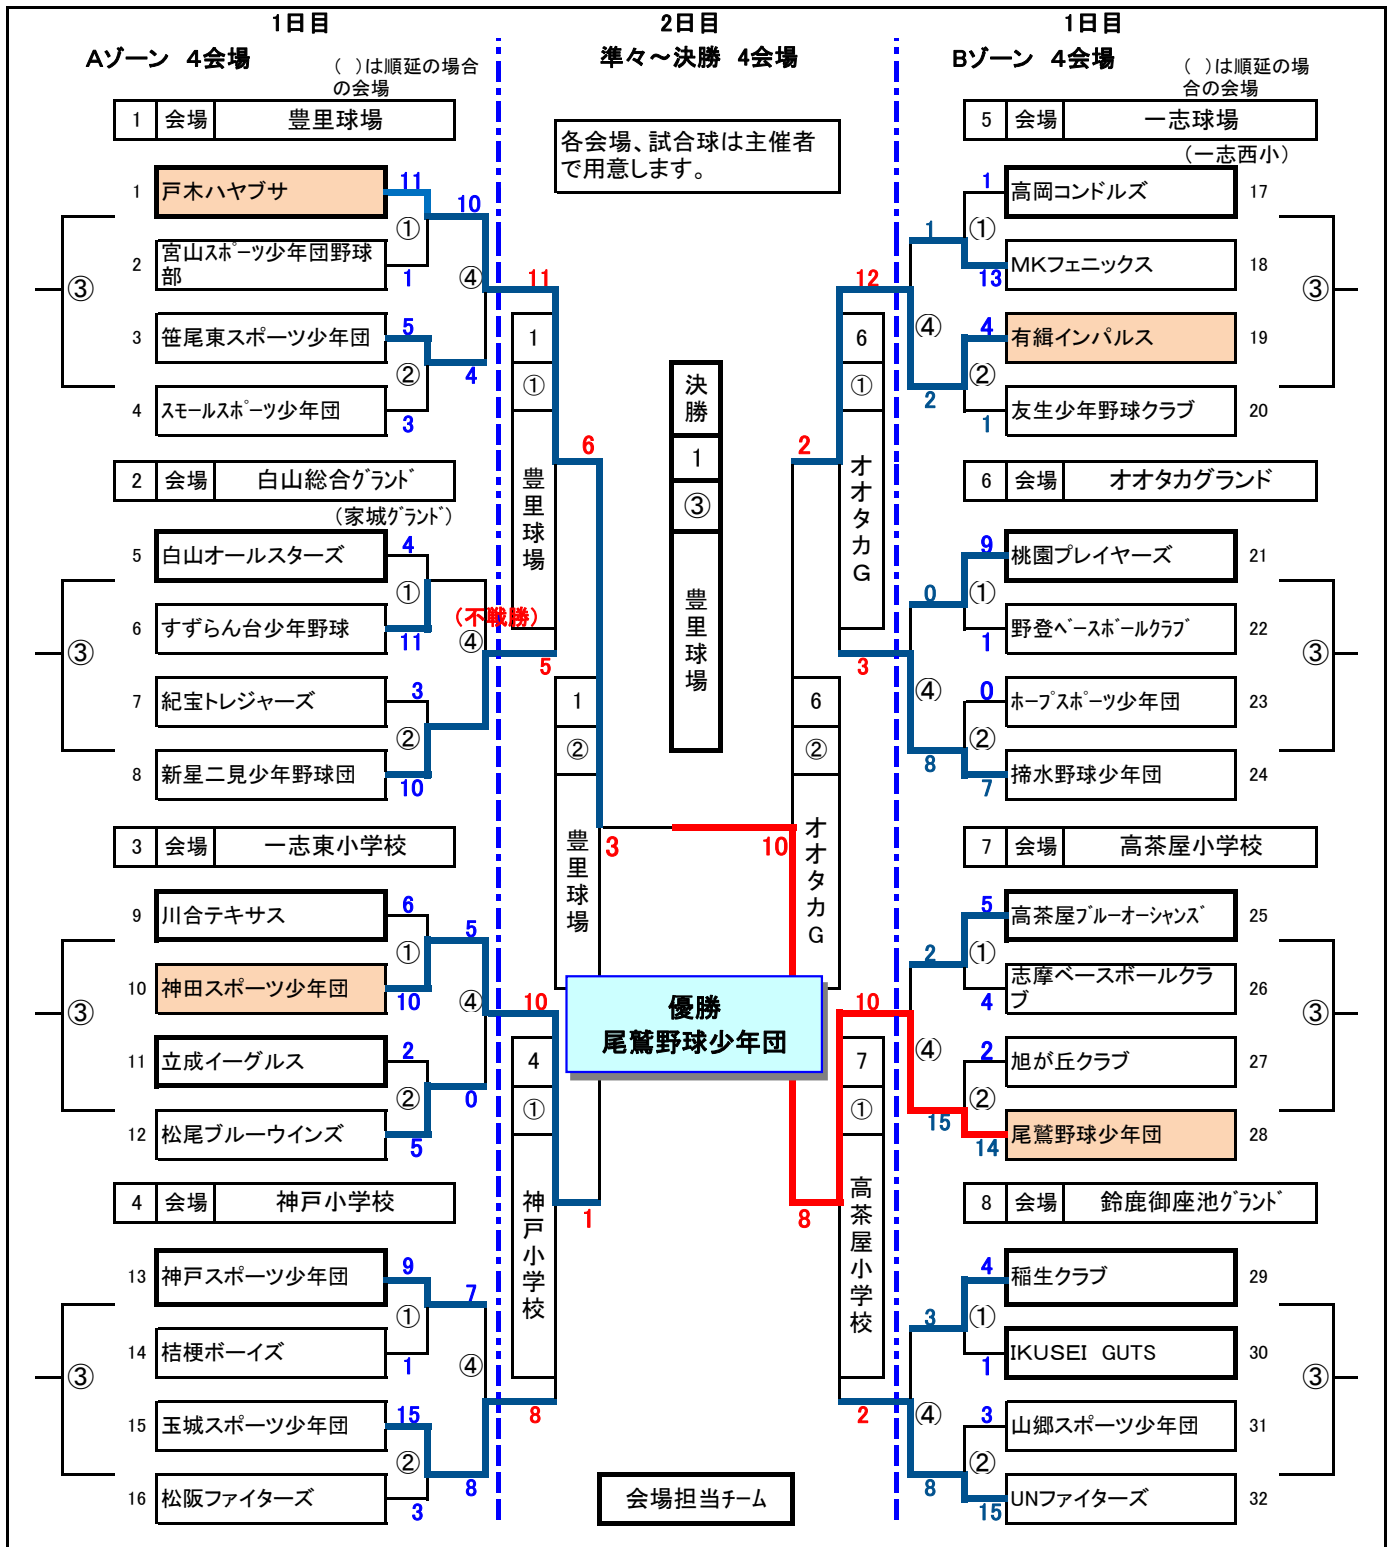 1日目
2日目
1日目
Aゾーン 4会場
準々～決勝 4会場
Bゾーン 4会場
( )は順延の場合
の会場
( )は順延の場
合の会場
1 会場 豊里球場
各会場、試合球は主催者
で用意します。
5 会場 一志球場
(一志西小)
1 戸木ハヤブサ 11
①
10
2 宮山スポーツ少年団野球
部
1
③
④
3 笹尾東スポーツ少年団 5
②
4
4 スモールスポーツ少年団 3
2 会場 白山総合グランド
(家城グランド)
5 白山オールスターズ 4
①
6 すずらん台少年野球 11
(不戦勝)
③
④
7 紀宝トレジャーズ 3
②
8 新星二見少年野球団 10
3 会場 一志東小学校
9 川合テキサス 6
①
5
10 神田スポーツ少年団 10
③
④
11 立成イーグルス 2
②
0
12 松尾ブルーウインズ 5
4 会場 神戸小学校
13 神戸スポーツ少年団 9
①
7
14 桔梗ボーイズ 1
③
④
15 玉城スポーツ少年団 15
②
8
16 松阪ファイターズ 3
11
1
①
豊里球場
5
6
1
②
豊里球場
3
10
4
①
神戸小学校
8
1
決勝
1
③
豊里球場
優勝
尾鷲野球少年団
会場担当チーム
12
6
①
オオタカG
3
2
6
②
オオタカG
10
10
7
①
高茶屋小学校
2
8
1 高岡コンドルズ 17
①
1
13 MKフェニックス 18
④
③
4 有緝インパルス 19
②
2
1 友生少年野球クラブ 20
6 会場 オオタカグランド
9 桃園プレイヤーズ 21
①
0
1 野登ベースボールクラブ 22
④
③
0 ホープスポーツ少年団 23
②
8
7 揥水野球少年団 24
7 会場 高茶屋小学校
5 高茶屋ブルーオーシャンズ 25
①
2
4 志摩ベースボールクラ
ブ
26
④
③
2 旭が丘クラブ 27
②
15
14 尾鷲野球少年団 28
8 会場 鈴鹿御座池グランド
4 稲生クラブ 29
①
3
1 IKUSEI GUTS 30
④
③
3 山郷スポーツ少年団 31
②
8
15 UNファイターズ 32